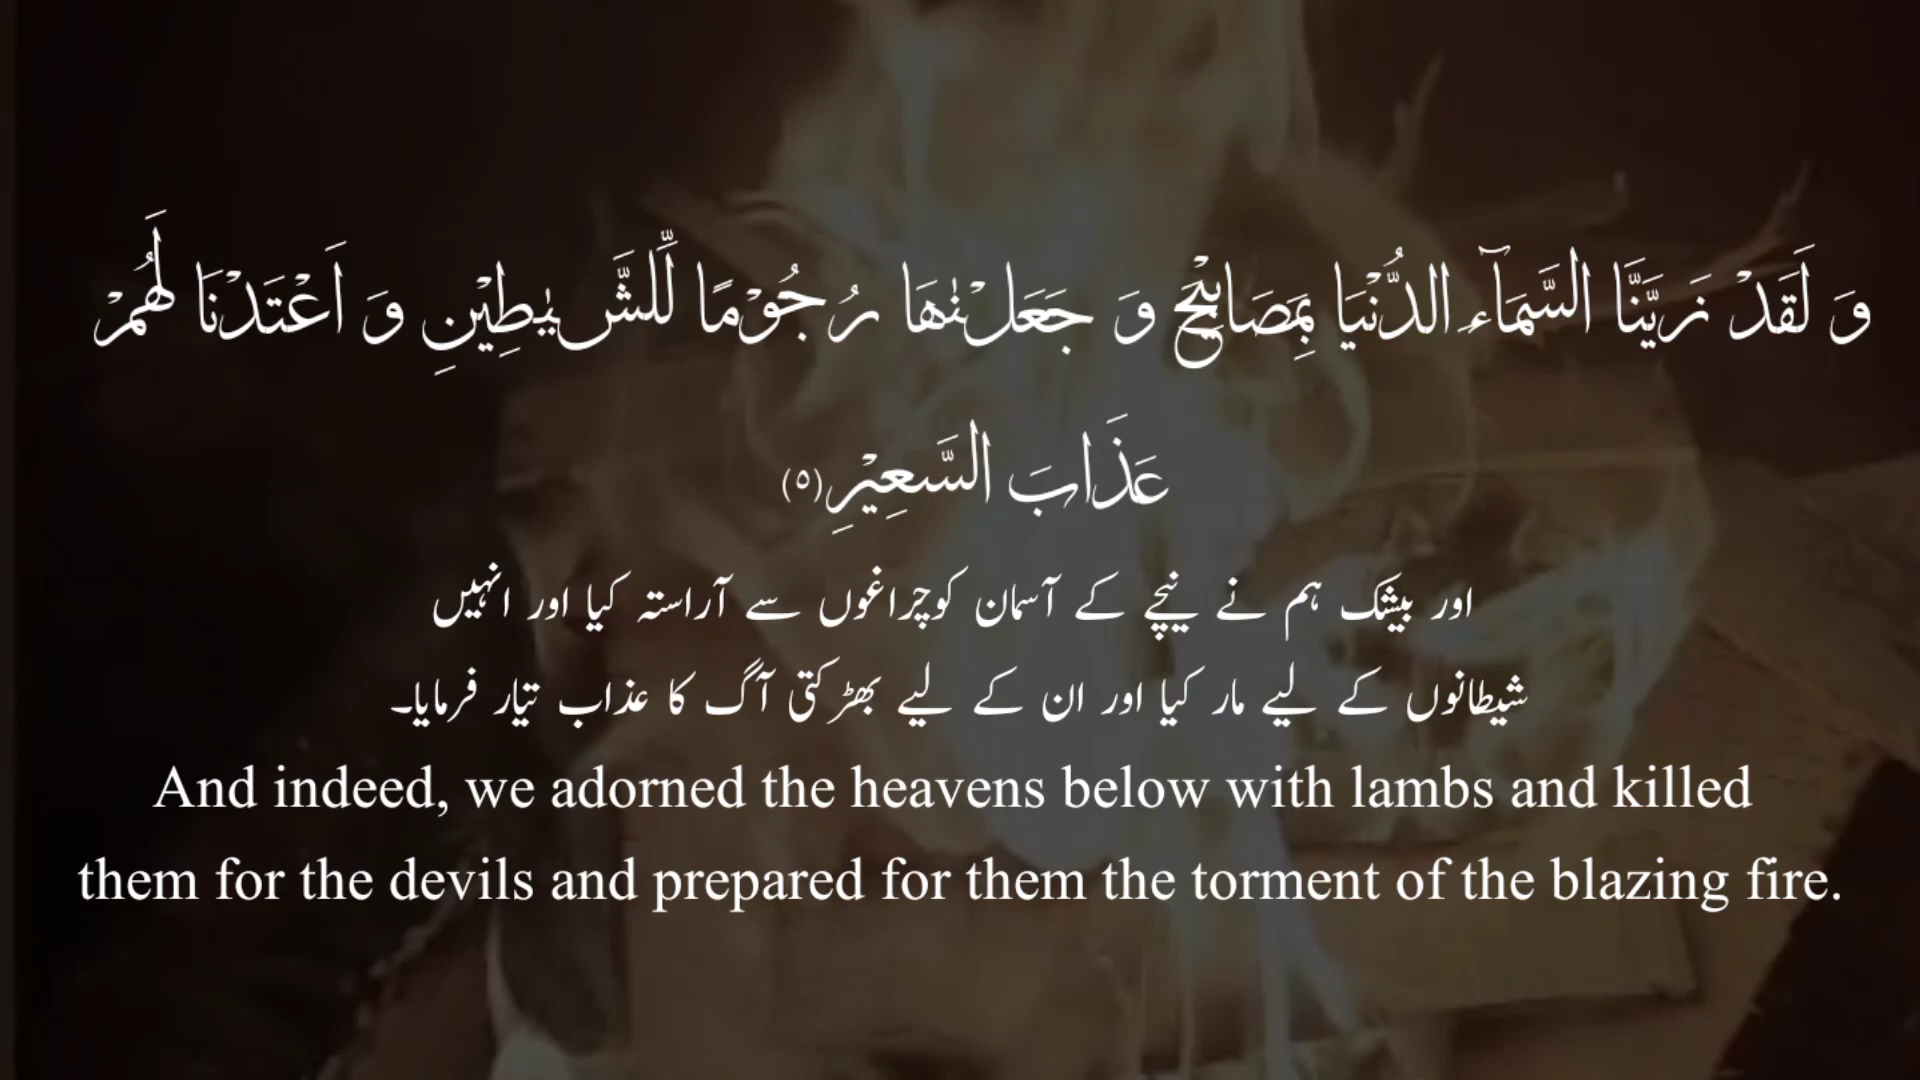 وَ لَقَدْ زَیَّنَّا السَّمَآءَ الدُّنْیَا بِمَصَابِیْحَ وَ جَعَلْنٰهَا رُجُوْمًا لِّلشَّیٰطِیْنِ وَ اَعْتَدْنَا لَهُمْ
عَذَابَ السَّعِیْرِ(۵)
اور بیشک ہم نے نیچے کے آسمان کوچراغوں سے آراستہ کیا اور انہیں
شیطانوں کے لیے مار کیا اور ان کے لیے بھڑکتی آگ کا عذاب تیار فرمایا۔
And indeed, we adorned the heavens below with lambs and killed
them for the devils and prepared for them the torment of the blazing fire.